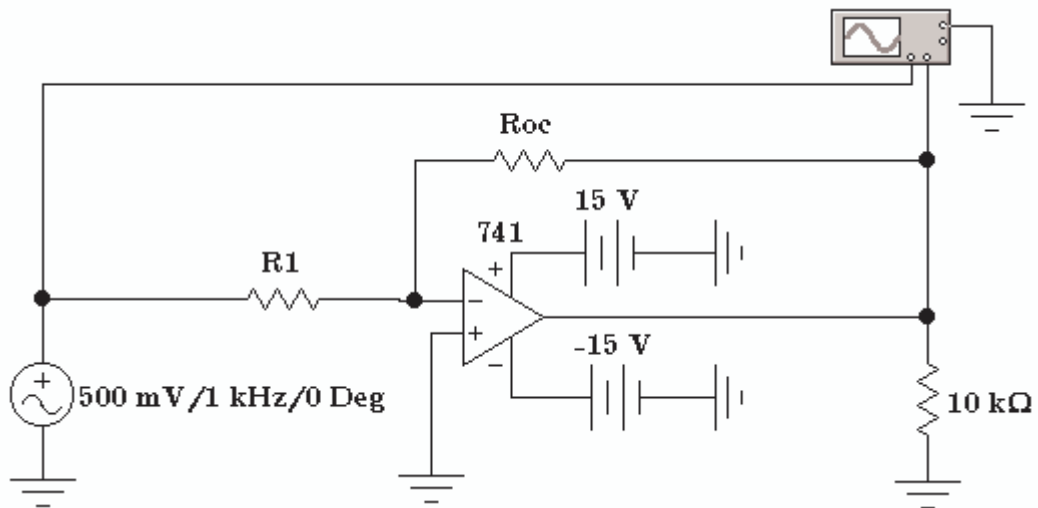 Roc
15 V
741
R1
+
−
+
−
-15 V
+
500 mV/1 kHz/0 Deg
10 kΩ